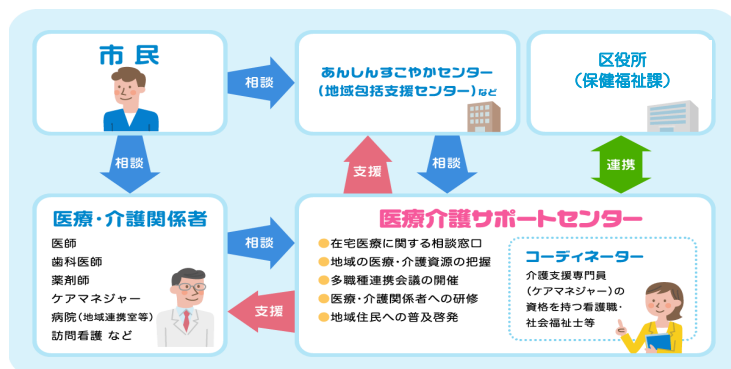 市民
相談
あんしんすこやかセンター
(地域包括支援センター)など
区役所
(保健福祉課)
相談
支援
相談
連携
医療・介護関係者
医師
歯科医師
薬剤師
ケアマネジャー
病院(地域連携室等)
訪問看護 など
相談
支援
医療介護サポートセンター
●在宅医療に関する相談窓口
●地域の医療・介護資源の把握
●多職種連携会議の開催
●医療・介護関係者への研修
●地域住民への普及啓発
コーディネーター
介護支援専門員
(ケアマネジャー)の
資格を持つ看護職・
社会福祉士等